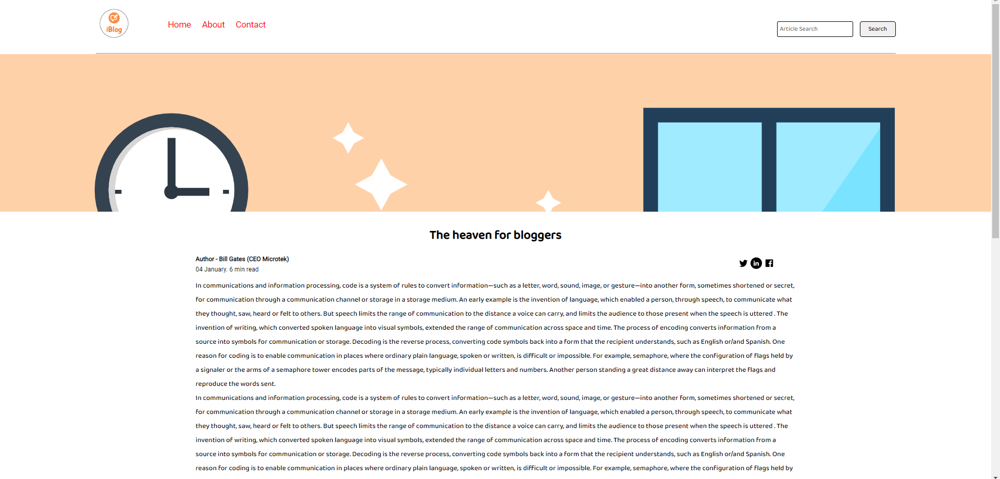 iBlog
Home About Contact
Article Search Search
The heaven for bloggers
Author - Bill Gates (CEO Microtek)
04 January. 6 min read
in
In communications and information processing, code is a system of rules to convert information—such as a letter, word, sound, image, or gesture—into another form, sometimes shortened or secret,
for communication through a communication channel or storage in a storage medium. An early example is the invention of language, which enabled a person, through speech, to communicate what
they thought, saw, heard or felt to others. But speech limits the range of communication to the distance a voice can carry, and limits the audience to those present when the speech is uttered . The
invention of writing, which converted spoken language into visual symbols, extended the range of communication across space and time. The process of encoding converts information from a
source into symbols for communication or storage. Decoding is the reverse process, converting code symbols back into a form that the recipient understands, such as English or/and Spanish. One
reason for coding is to enable communication in places where ordinary plain language, spoken or written, is difficult or impossible. For example, semaphore, where the configuration of flags held by
a signaler or the arms of a semaphore tower encodes parts of the message, typically individual letters and numbers. Another person standing a great distance away can interpret the flags and
reproduce the words sent.
In communications and information processing, code is a system of rules to convert information—such as a letter, word, sound, image, or gesture—into another form, sometimes shortened or secret,
for communication through a communication channel or storage in a storage medium. An early example is the invention of language, which enabled a person, through speech, to communicate what
they thought, saw, heard or felt to others. But speech limits the range of communication to the distance a voice can carry, and limits the audience to those present when the speech is uttered . The
invention of writing, which converted spoken language into visual symbols, extended the range of communication across space and time. The process of encoding converts information from a
source into symbols for communication or storage. Decoding is the reverse process, converting code symbols back into a form that the recipient understands, such as English or/and Spanish. One
reason for coding is to enable communication in places where ordinary plain language, spoken or written, is difficult or impossible. For example, semaphore, where the configuration of flags held by